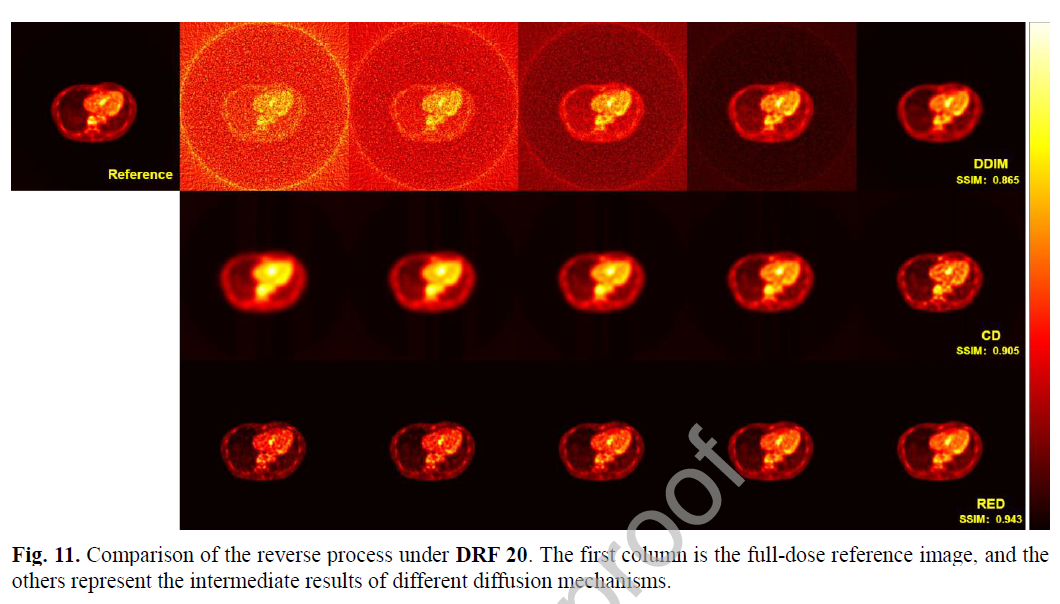 Reference
DDIM
SSIM: 0.865
CD
SSIM: 0.905
RED
SSIM: 0.943
proof
Fig. 11. Comparison of the reverse process under DRF 20. The first column is the full-dose reference image, and the
others represent the intermediate results of different diffusion mechanisms.